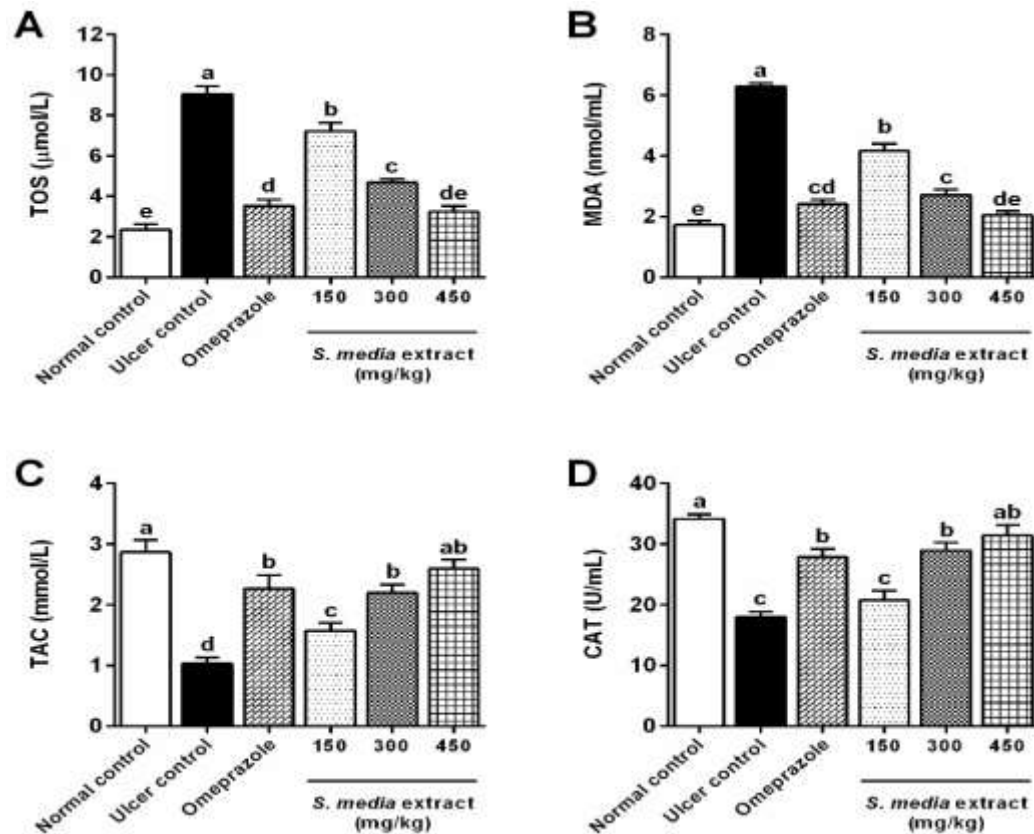 A
TOS (μmol/L)
12
10
8
6
4
2
0
e
a
d
b
c
de
Normal control
Ulcer control
Omeprazole
150
300
450
S. media extract
(mg/kg)
B
MDA (nmol/mL)
8
6
4
2
0
e
a
cd
b
c
de
Normal control
Ulcer control
Omeprazole
150
300
450
S. media extract
(mg/kg)
C
TAC (mmol/L)
4
3
2
1
0
a
d
b
c
b
ab
Normal control
Ulcer control
Omeprazole
150
300
450
S. media extract
(mg/kg)
D
CAT (U/mL)
40
30
20
10
0
a
c
b
c
b
ab
Normal control
Ulcer control
Omeprazole
150
300
450
S. media extract
(mg/kg)